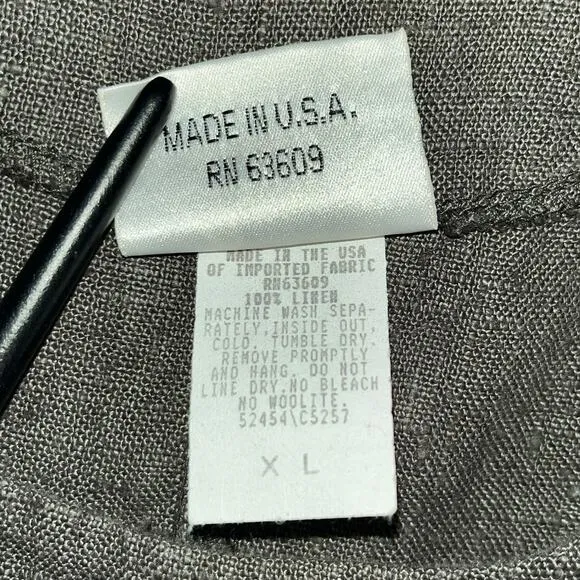 MADE IN U.S.A.
RN 63609
MADE IN THE USA
OF IMPORTED FABRIC
RN63609
100% LINEN
MACHINE WASH SEPA-
RATELY,INSIDE OUT,
COLD, TUMBLE DRY.
REMOVE PROMPTLY
AND HANG. DO NOT
LINE DRY.NO BLEACH
NO WOOLITE.
52454\C5257
X L